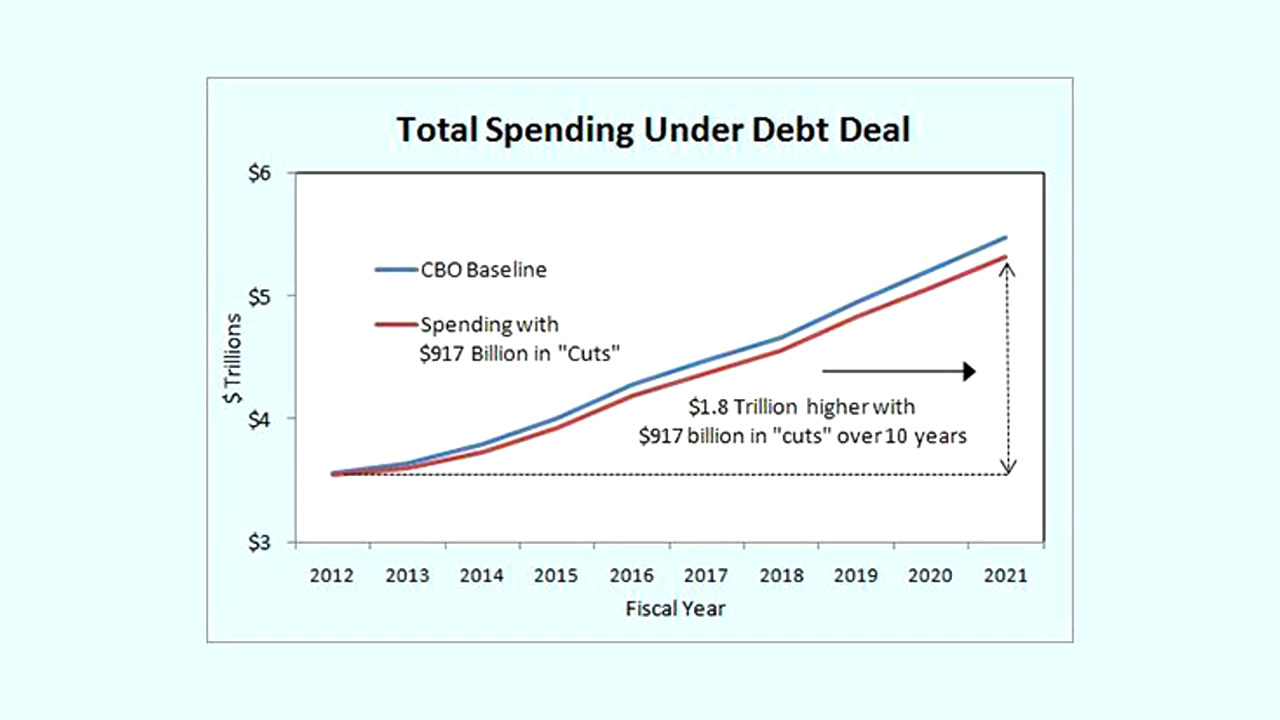 Total Spending Under Debt Deal
$6
$5
$4
$3
$ Trillions
CBO Baseline
Spending with
$917 Billion in "Cuts"
$1.8 Trillion higher with
$917 billion in "cuts" over 10 years
2012 2013 2014 2015 2016 2017 2018 2019 2020 2021
Fiscal Year